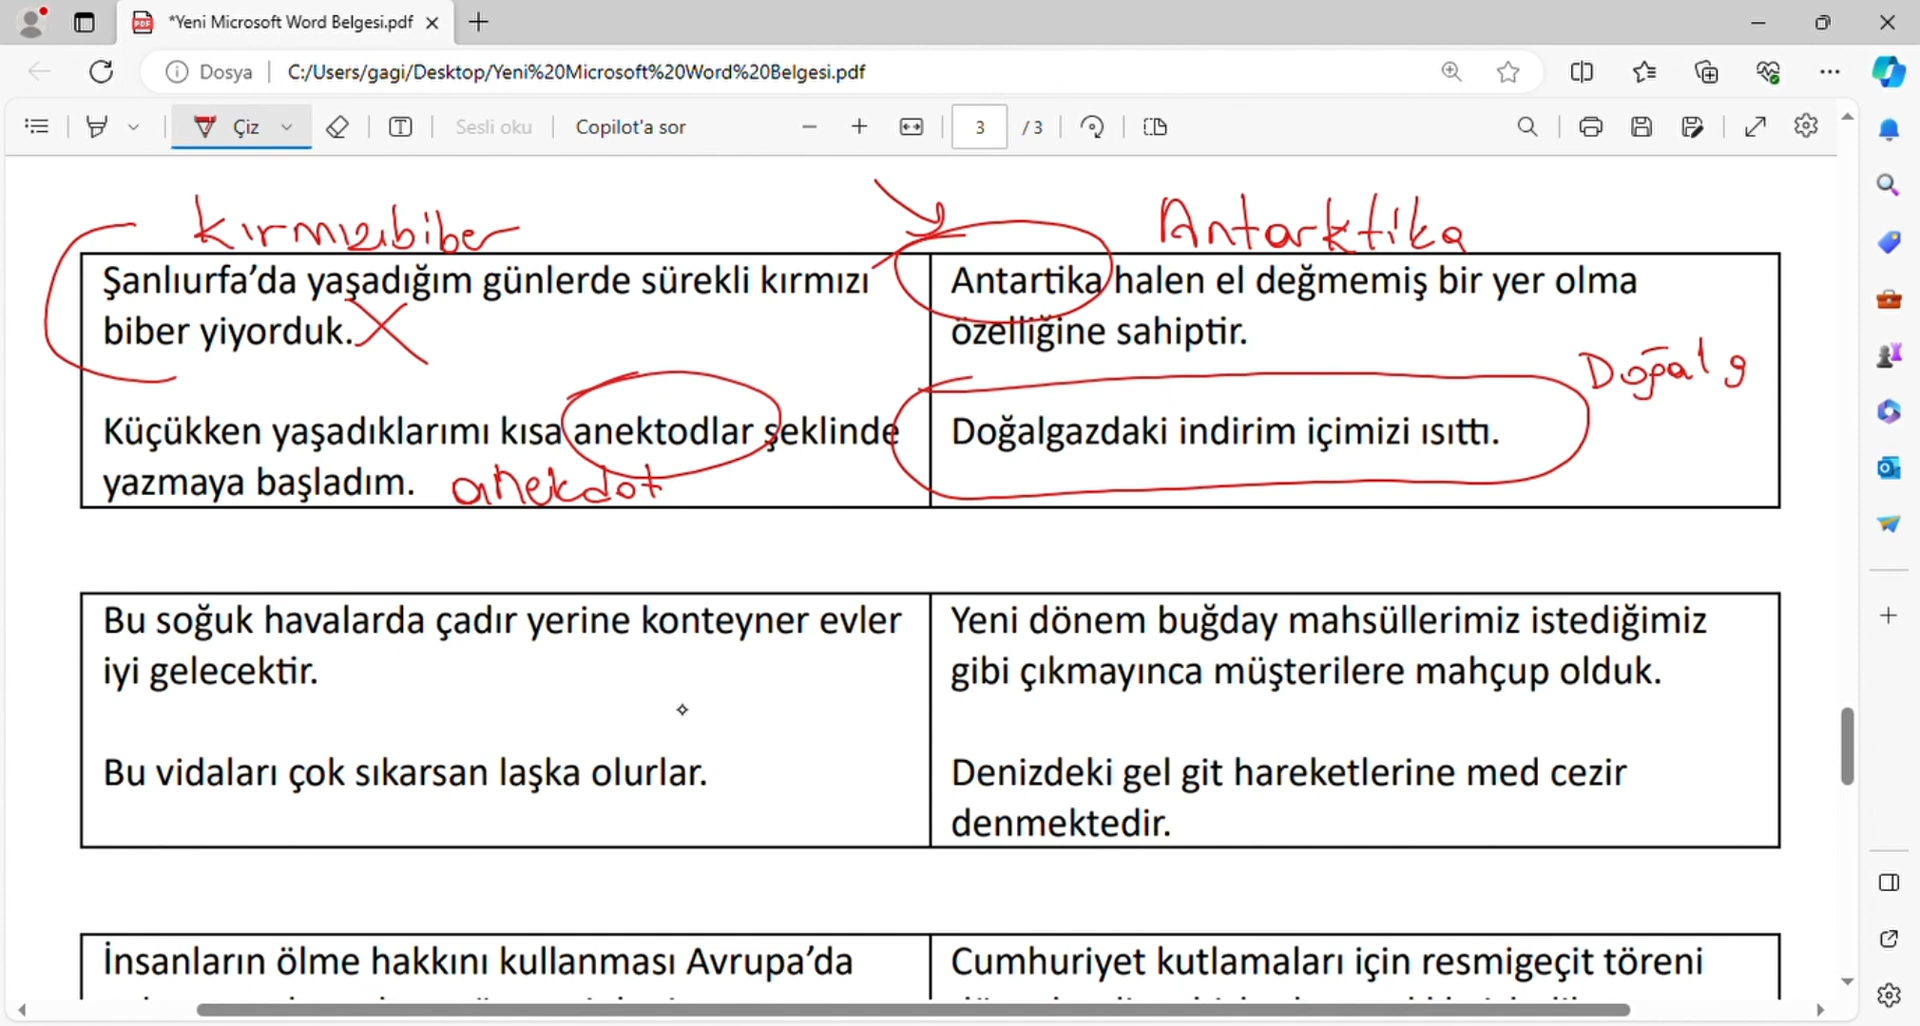 *Yeni Microsoft Word Belgesi.pdf
Dosya C:/Users/gagi/Desktop/Yeni%20Microsoft%20Word%20Belgesi.pdf
Çiz Sesli oku Copilot'a sor 3 /3
Kırmızıbiber
Antarktika
Şanlıurfa’da yaşadığım günlerde sürekli kırmızı
biber yiyorduk.
Küçükken yaşadıklarımı kısa anektodlar şeklinde
yazmaya başladım. anekdot
Antartika halen el değmemiş bir yer olma
özelliğine sahiptir.
Doğal g
Doğalgazdaki indirim içimizi ısıttı.
Bu soğuk havalarda çadır yerine konteyner evler
iyi gelecektir.
Bu vidaları çok sıkarsan laşka olurlar.
Yeni dönem buğday mahsüllerimiz istediğimiz
gibi çıkmayınca müşterilere mahçup olduk.
Denizdeki gel git hareketlerine med cezir
denmektedir.
İnsanların ölme hakkını kullanması Avrupa’da
Cumhuriyet kutlamaları için resmigeçit töreni